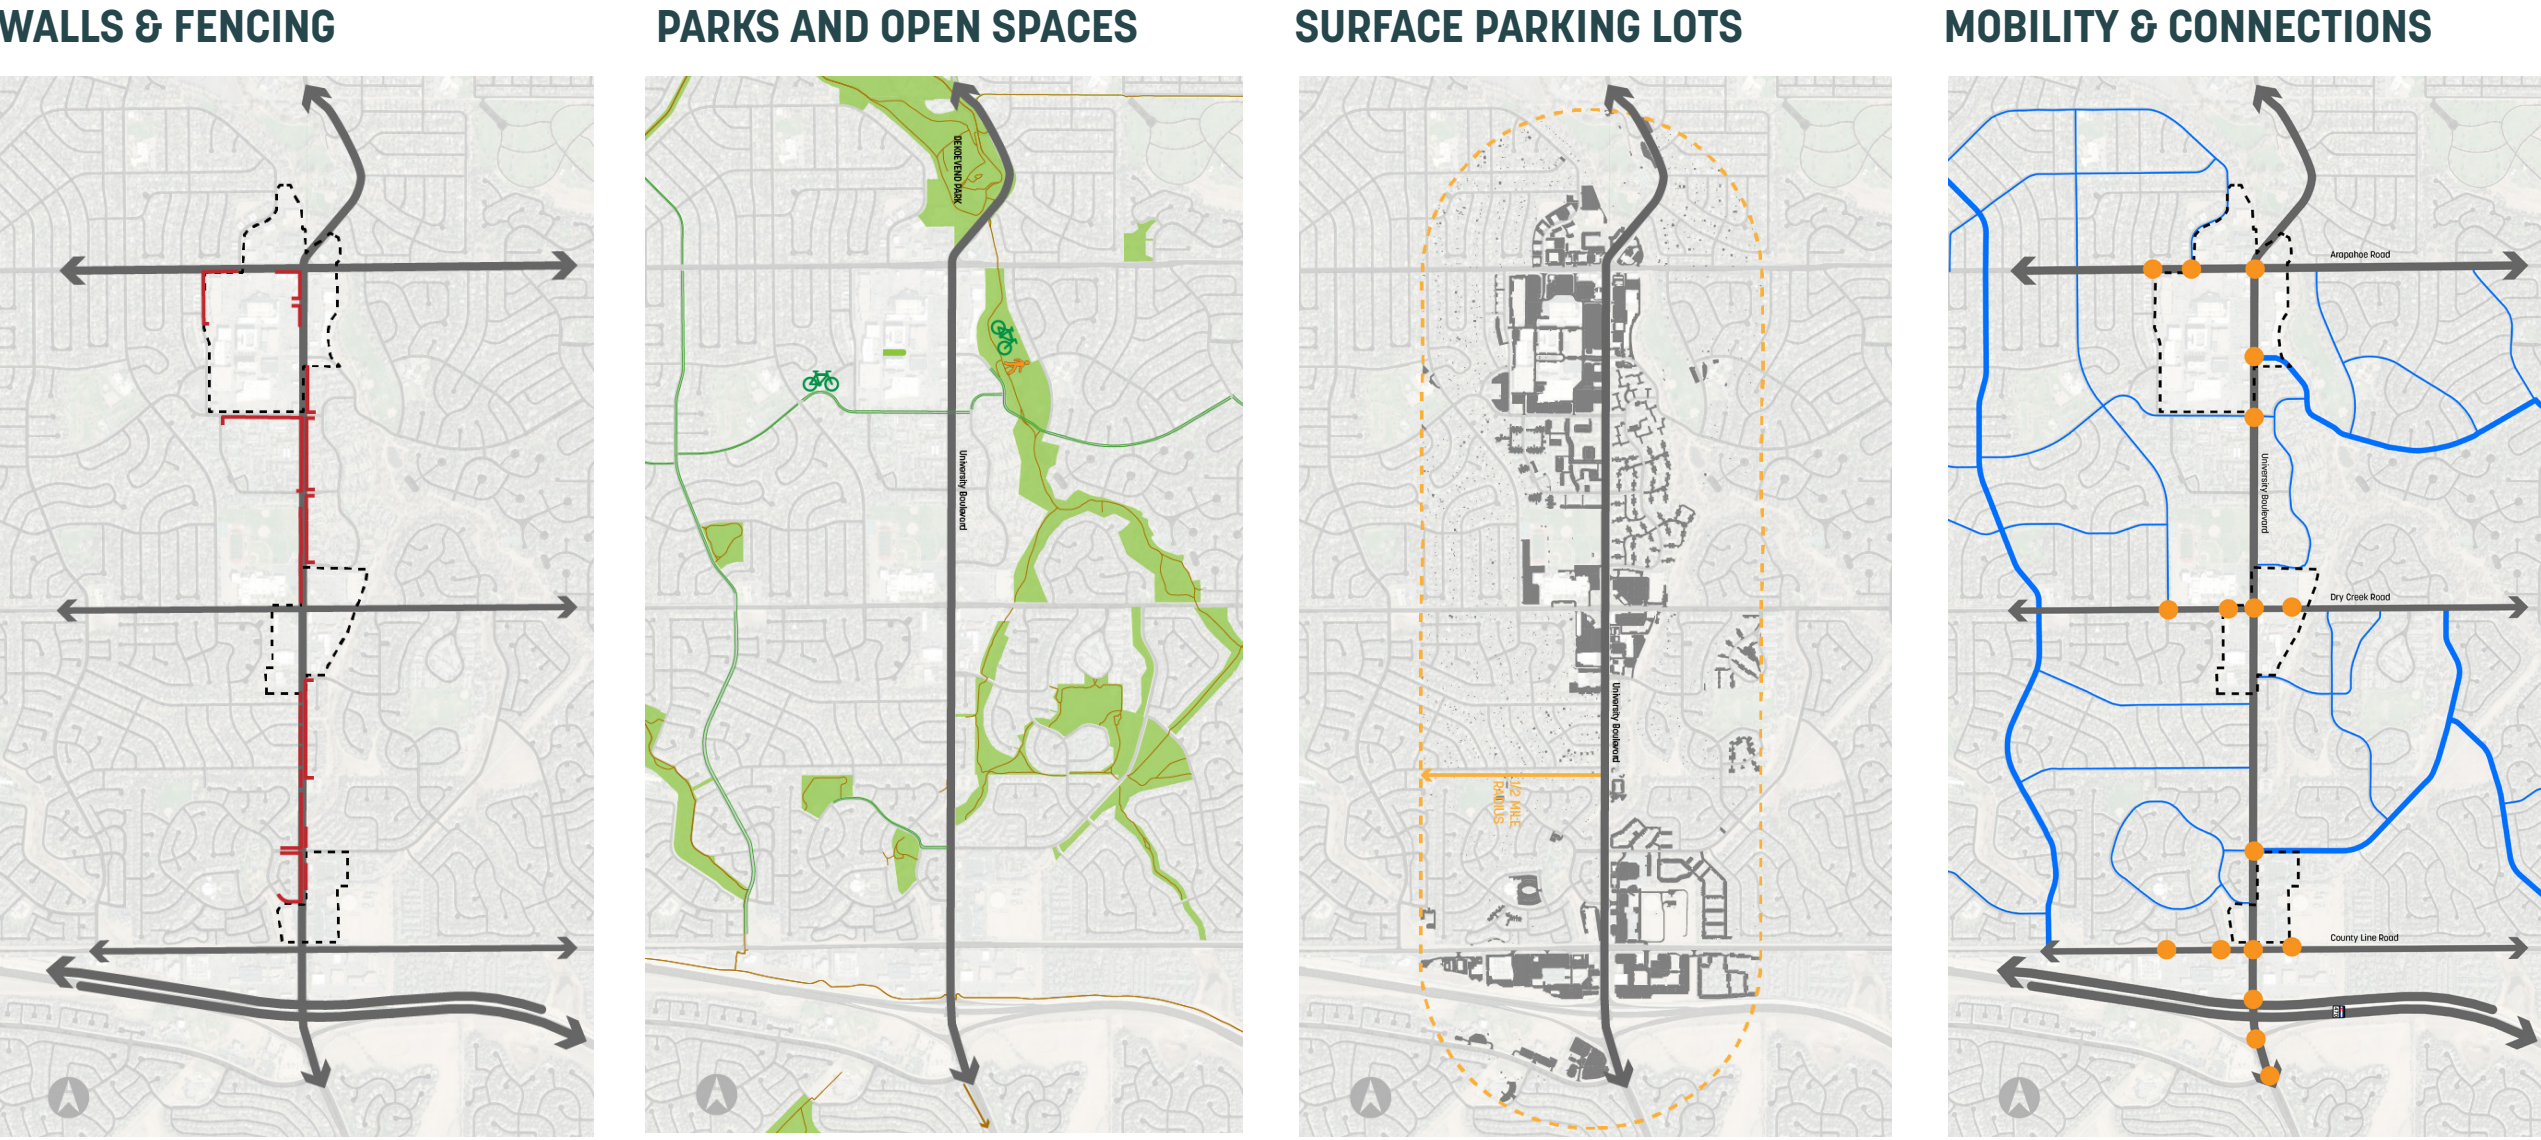 WALLS & FENCING
PARKS AND OPEN SPACES
SURFACE PARKING LOTS
MOBILITY & CONNECTIONS
DEKOEVEND PARK
University Boulevard
University Boulevard
1/2 MILE
RADIUS
Arapahoe Road
University Boulevard
Dry Creek Road
County Line Road